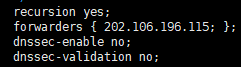 recursion yes;
forwarders { 202.106.196.115; };
dnssec-enable no;
dnssec-validation no;